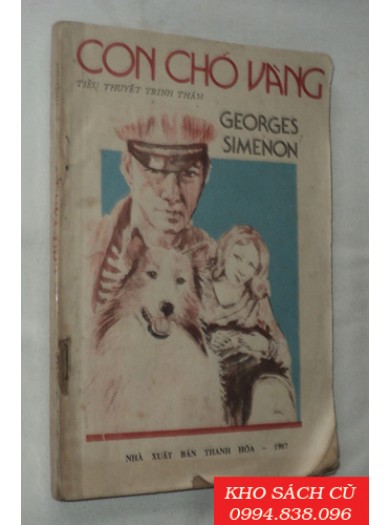 CON CHÓ VÀNG
TIỂU THUYẾT TRINH THÁM
GEORGES
SIMENON
NHÀ XUẤT BẢN THANH HÓA - 1987
KHO SÁCH CŨ
0994.838.096